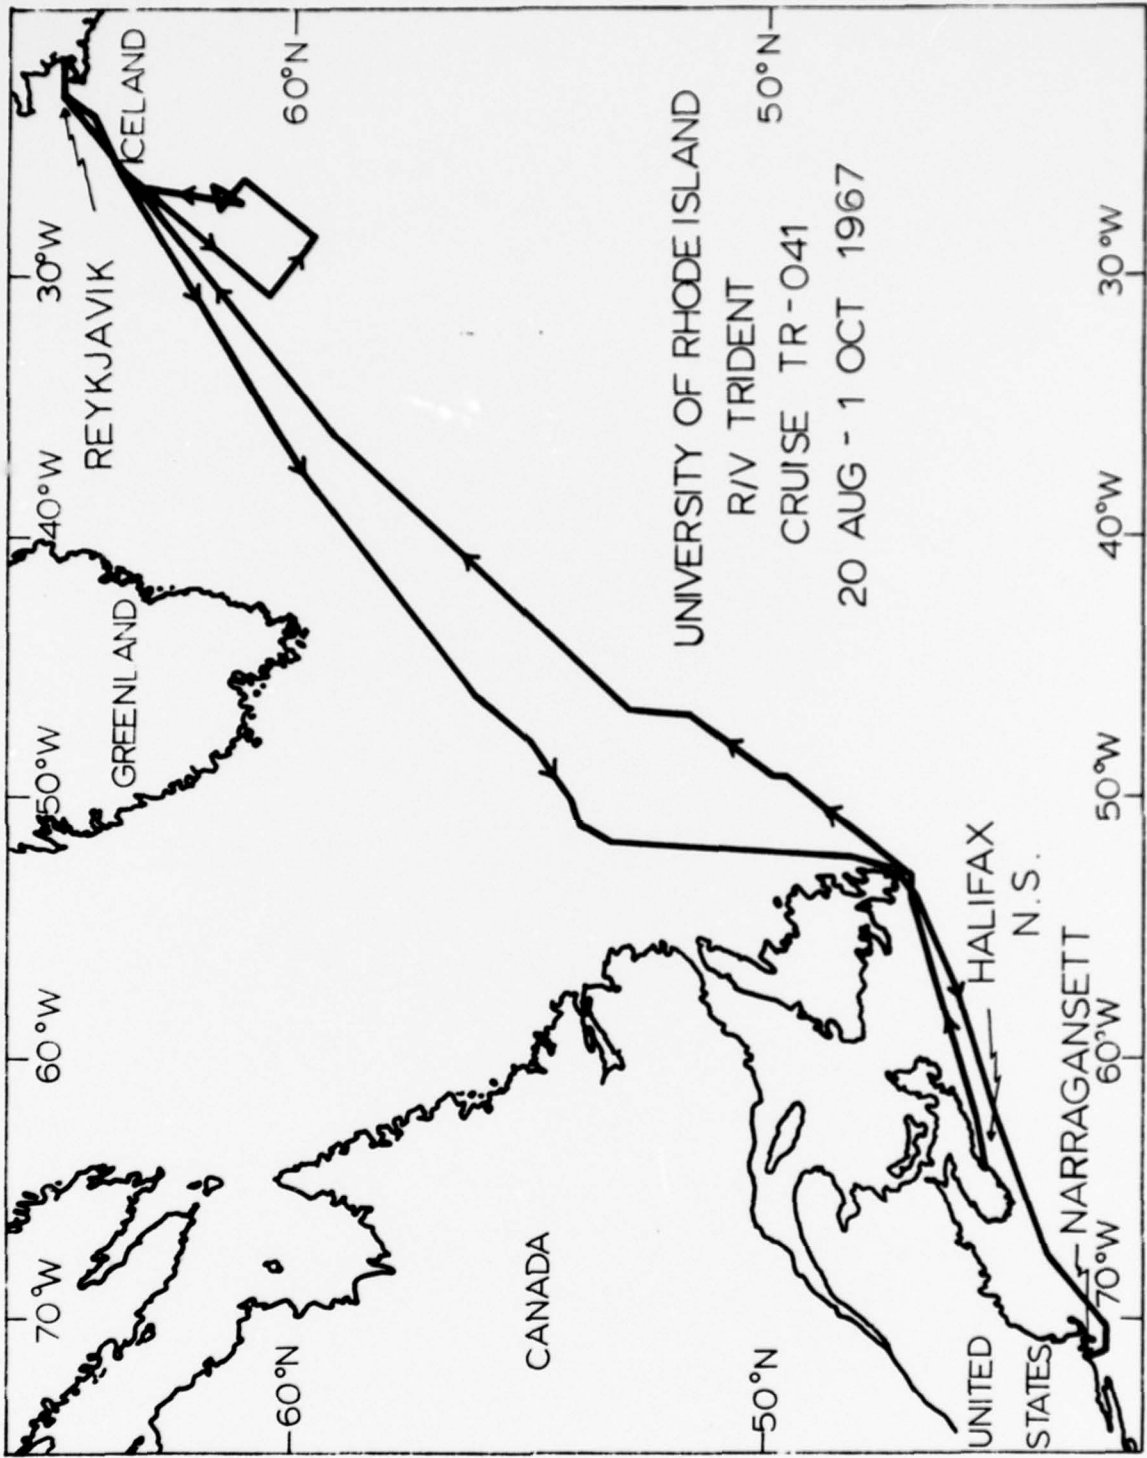 70°W
60°W
50°W
40°W
30°W
GREENLAND
REYKJAVIK
ICELAND
60°N
60°N
CANADA
UNIVERSITY OF RHODE ISLAND
R/V TRIDENT
CRUISE TR-041
20 AUG - 1 OCT 1967
50°N
50°N
HALIFAX
N.S.
NARRAGANSETT
UNITED
STATES
70°W
60°W
50°W
40°W
30°W